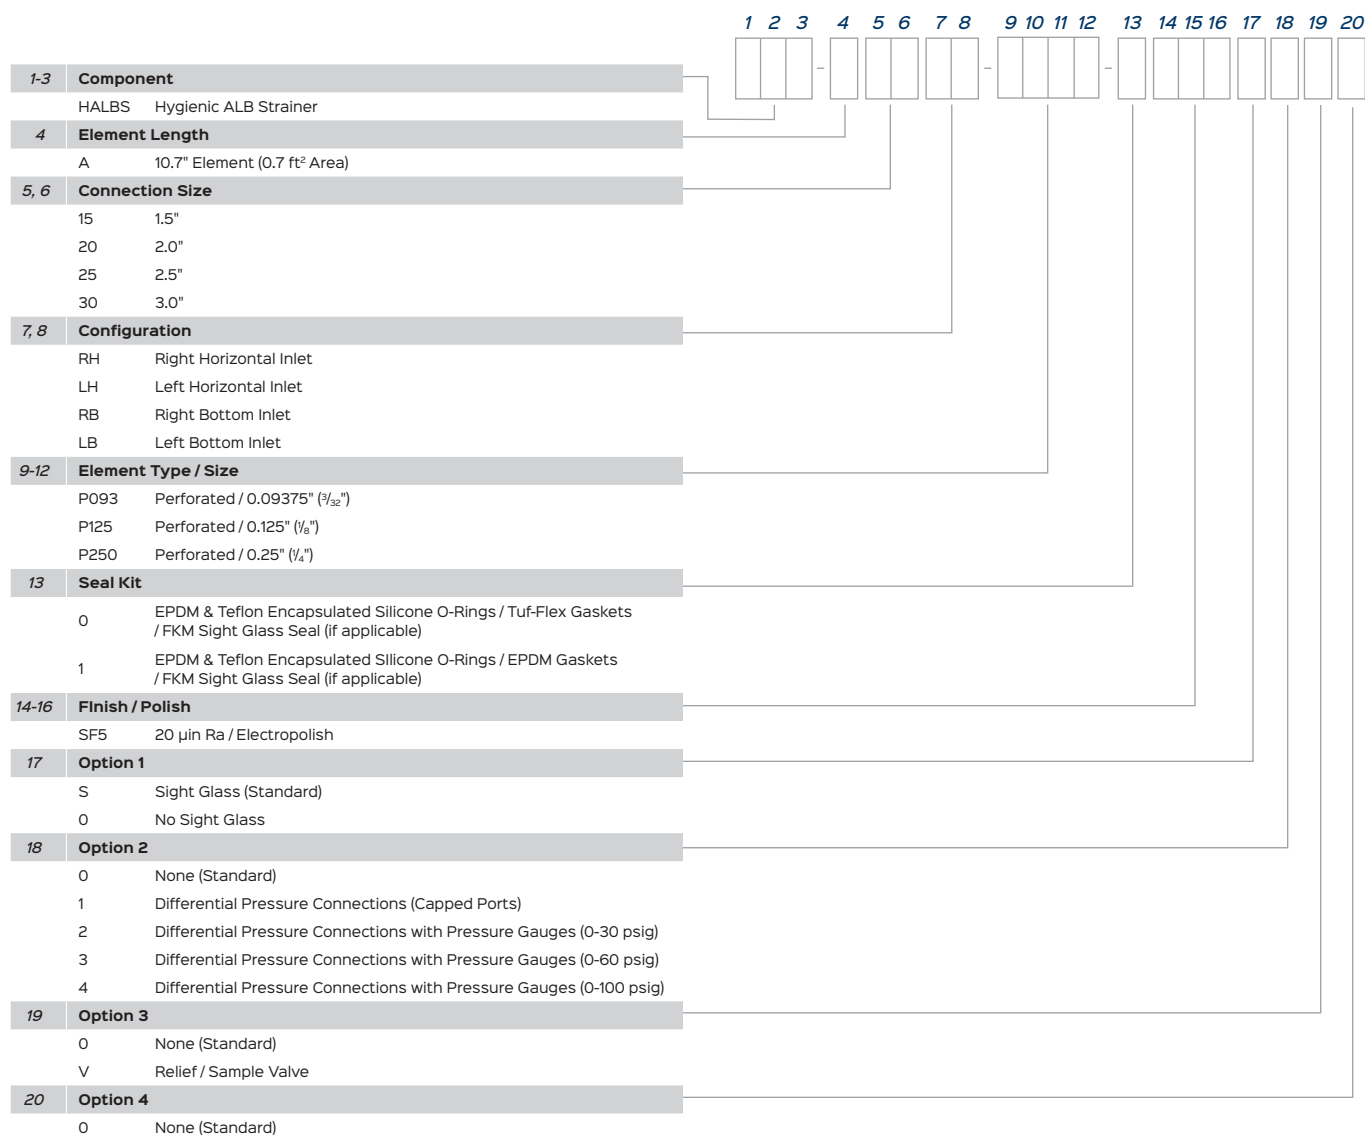 1 2 3 4 5 6 7 8 9 10 11 12 13 14 15 16 17 18 19 20
- - -
1-3 Component
HALBS Hygienic ALB Strainer
4 Element Length
A 10.7" Element (0.7 ft² Area)
5, 6 Connection Size
15 1.5"
20 2.0"
25 2.5"
30 3.0"
7, 8 Configuration
RH Right Horizontal Inlet
LH Left Horizontal Inlet
RB Right Bottom Inlet
LB Left Bottom Inlet
9-12 Element Type / Size
P093 Perforated / 0.09375" (3/32")
P125 Perforated / 0.125" (1/8")
P250 Perforated / 0.25" (1/4")
13 Seal Kit
0 EPDM & Teflon Encapsulated Silicone O-Rings / Tuf-Flex Gaskets
/ FKM Sight Glass Seal (if applicable)
1 EPDM & Teflon Encapsulated SIlicone O-Rings / EPDM Gaskets
/ FKM Sight Glass Seal (if applicable)
14-16 FInish / Polish
SF5 20 µin Ra / Electropolish
17 Option 1
S Sight Glass (Standard)
0 No Sight Glass
18 Option 2
0 None (Standard)
1 Differential Pressure Connections (Capped Ports)
2 Differential Pressure Connections with Pressure Gauges (0-30 psig)
3 Differential Pressure Connections with Pressure Gauges (0-60 psig)
4 Differential Pressure Connections with Pressure Gauges (0-100 psig)
19 Option 3
0 None (Standard)
V Relief / Sample Valve
20 Option 4
0 None (Standard)